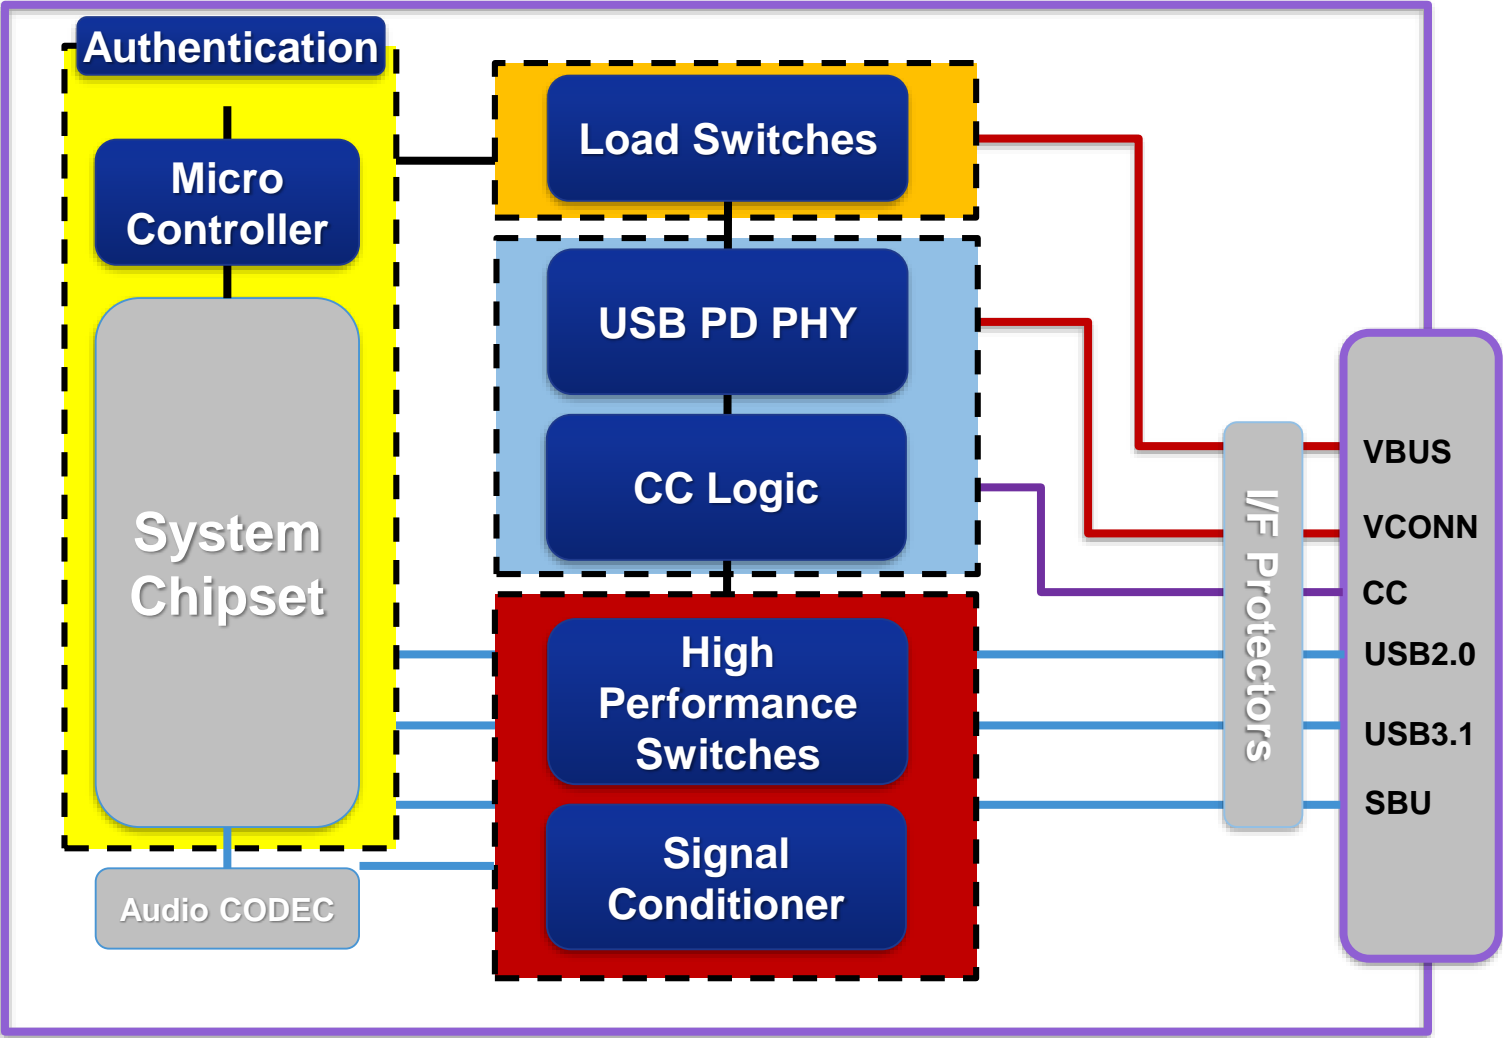 Authentication
Micro
Controller
System
Chipset
Audio CODEC
Load Switches
USB PD PHY
CC Logic
High
Performance
Switches
Signal
Conditioner
I/F Protectors
VBUS
VCONN
CC
USB2.0
USB3.1
SBU